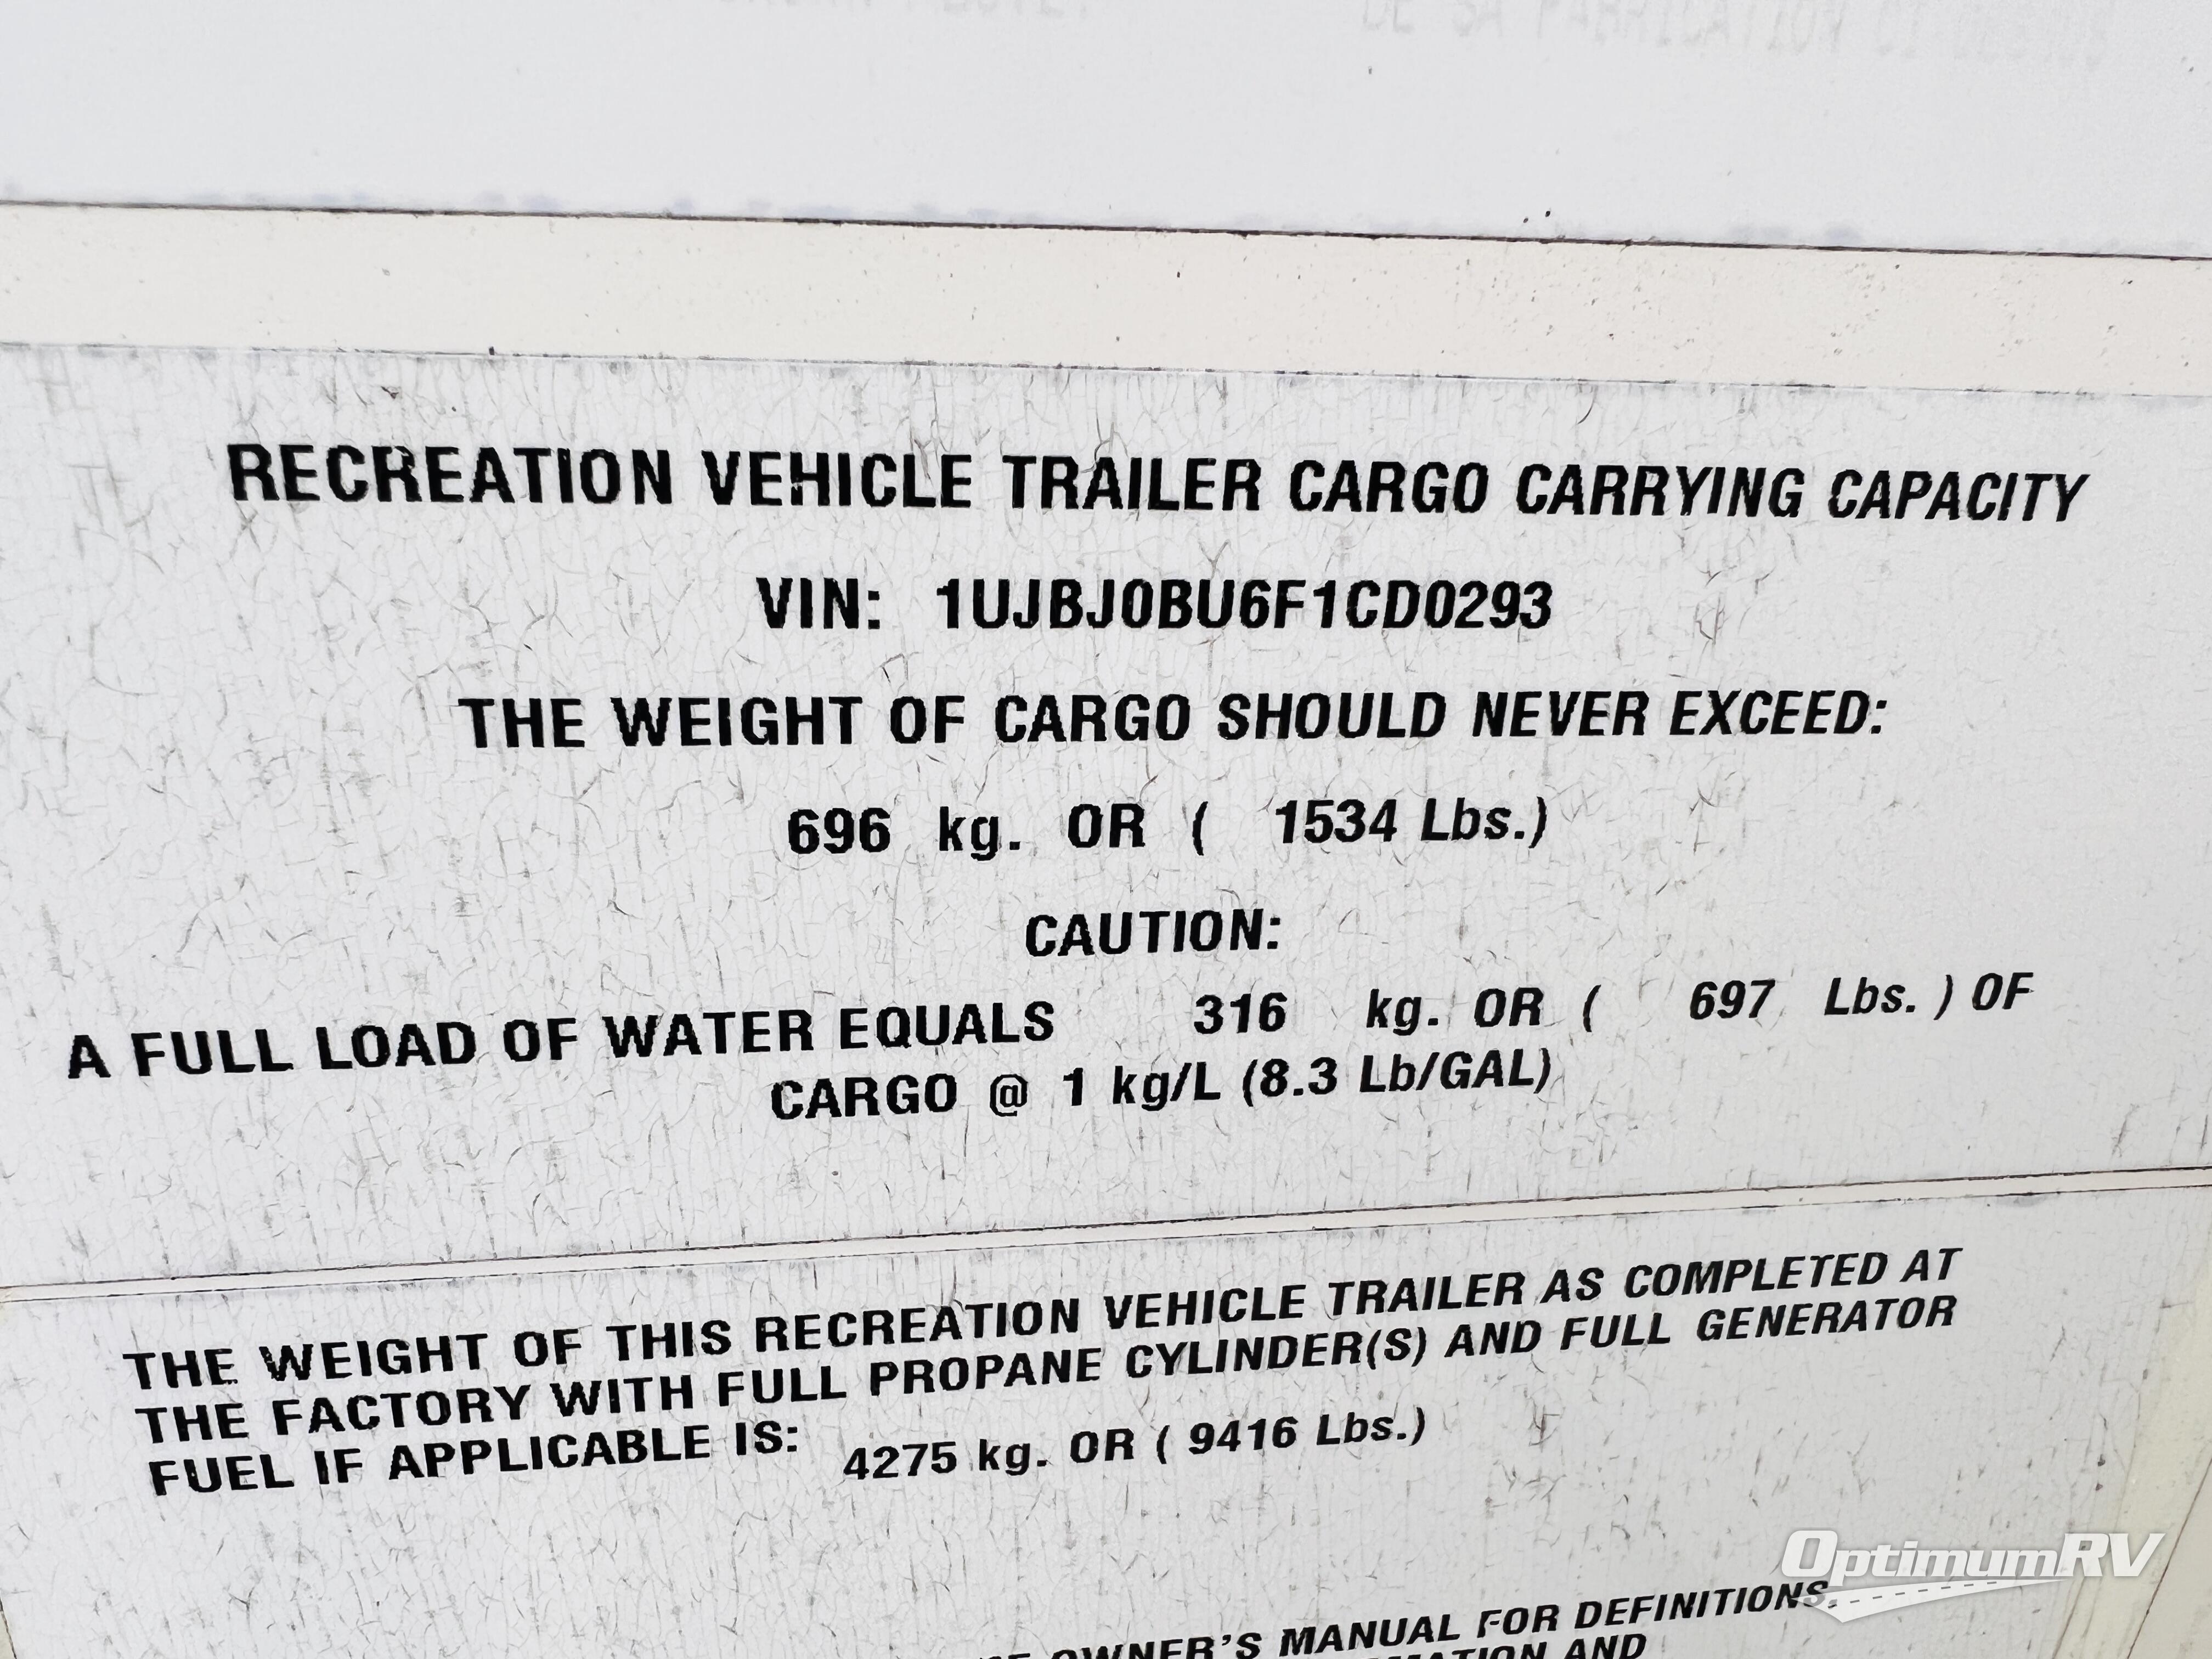 RECREATION VEHICLE TRAILER CARGO CARRYING CAPACITY
VIN: 1UJBJ0BU6F1CD0293
THE WEIGHT OF CARGO SHOULD NEVER EXCEED:
696 kg. OR ( 1534 Lbs.)
CAUTION:
A FULL LOAD OF WATER EQUALS 316 kg. OR ( 697 Lbs. ) OF
CARGO @ 1 kg/L (8.3 Lb/GAL)
THE WEIGHT OF THIS RECREATION VEHICLE TRAILER AS COMPLETED AT
THE FACTORY WITH FULL PROPANE CYLINDER(S) AND FULL GENERATOR
FUEL IF APPLICABLE IS: 4275 kg. OR ( 9416 Lbs.)
OWNER'S MANUAL FOR DEFINITIONS,
AND
OptimumRV